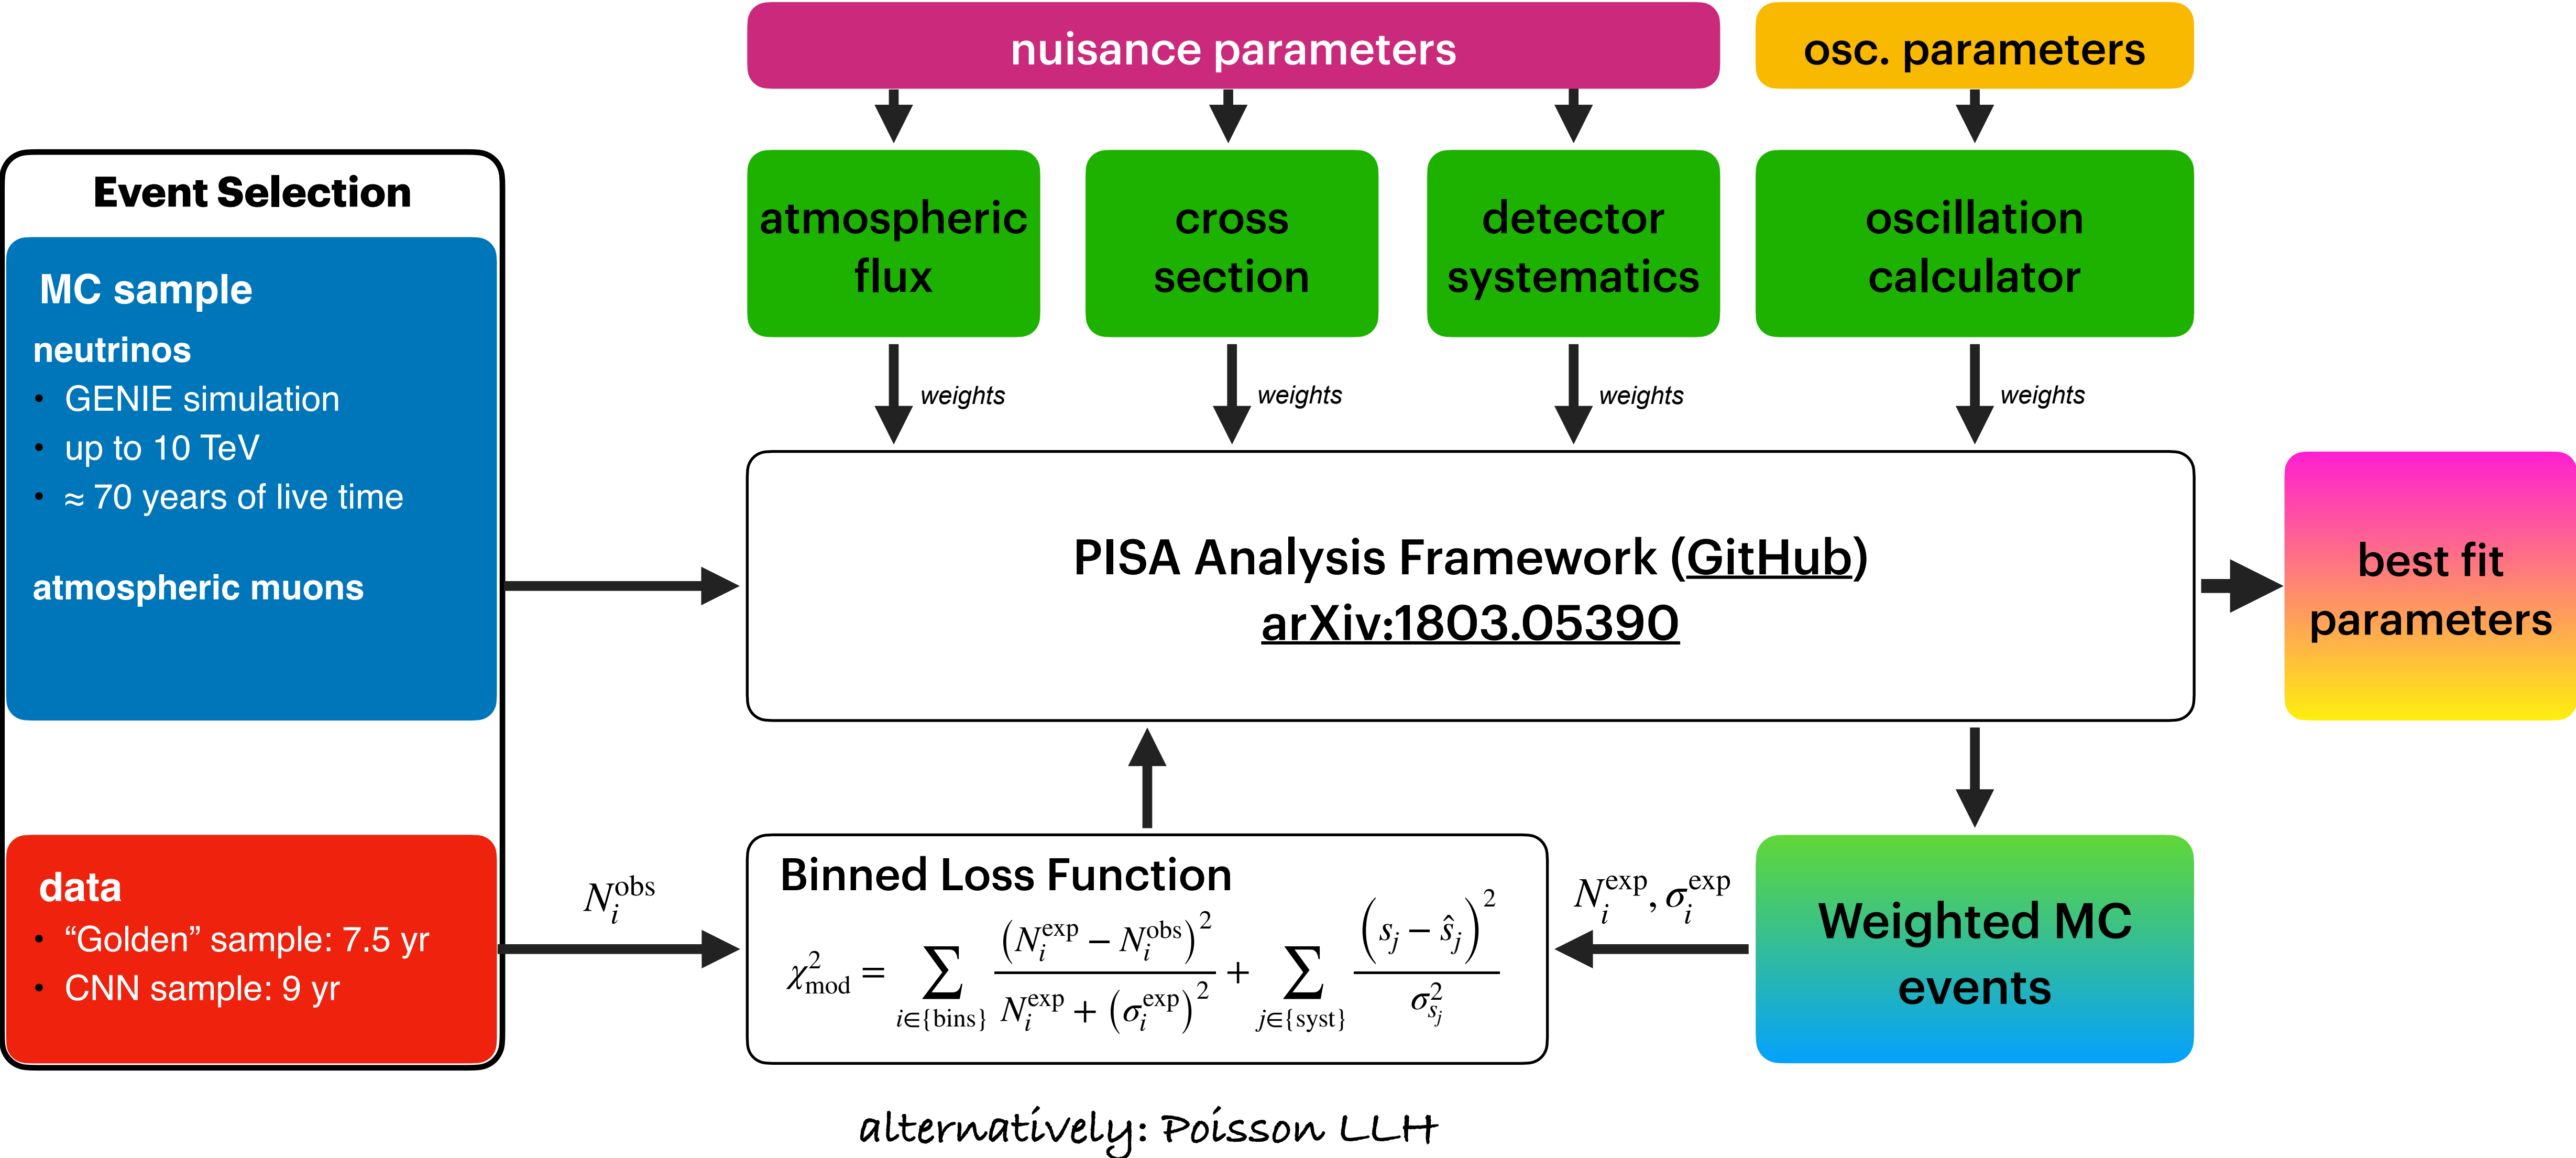 nuisance parameters
osc. parameters
Event Selection
MC sample
neutrinos
• GENIE simulation
• up to 10 TeV
• ≈ 70 years of live time
atmospheric muons
data
• “Golden” sample: 7.5 yr
• CNN sample: 9 yr
atmospheric
flux
cross
section
detector
systematics
oscillation
calculator
weights
weights
weights
weights
PISA Analysis Framework (GitHub)
arXiv:1803.05390
best fit
parameters
N_i^obs
Binned Loss Function
χ²_mod = ∑_{i∈{bins}} (N_i^exp − N_i^obs)² / (N_i^exp + (σ_i^exp)²) + ∑_{j∈{syst}} (s_j − ŝ_j)² / σ²_{s_j}
N_i^exp, σ_i^exp
Weighted MC
events
alternatively: Poisson LLH